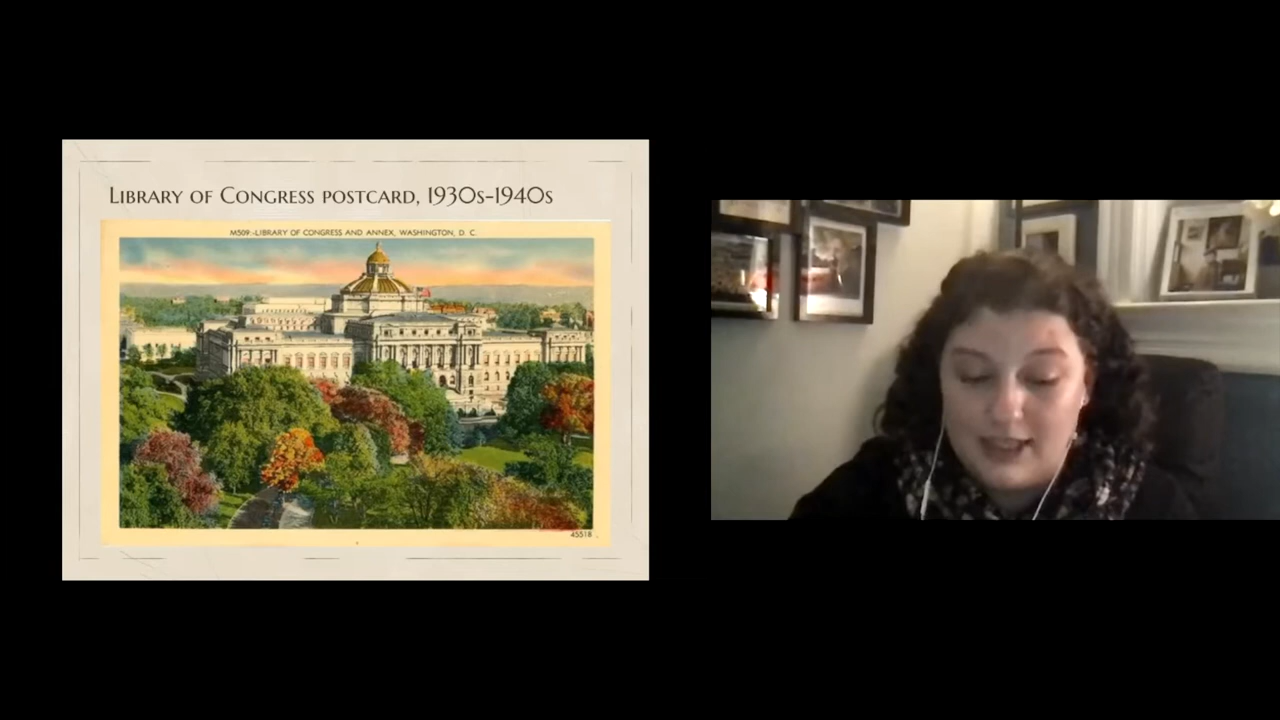 Library of Congress postcard, 1930s-1940s
M509:-LIBRARY OF CONGRESS AND ANNEX, WASHINGTON, D. C.
45518